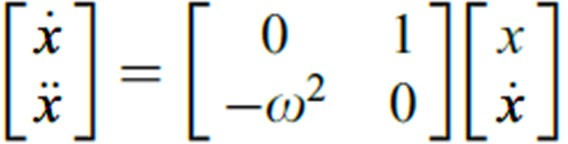 [ẋ ẍ] = [0 1 −ω² 0] [x ẋ]